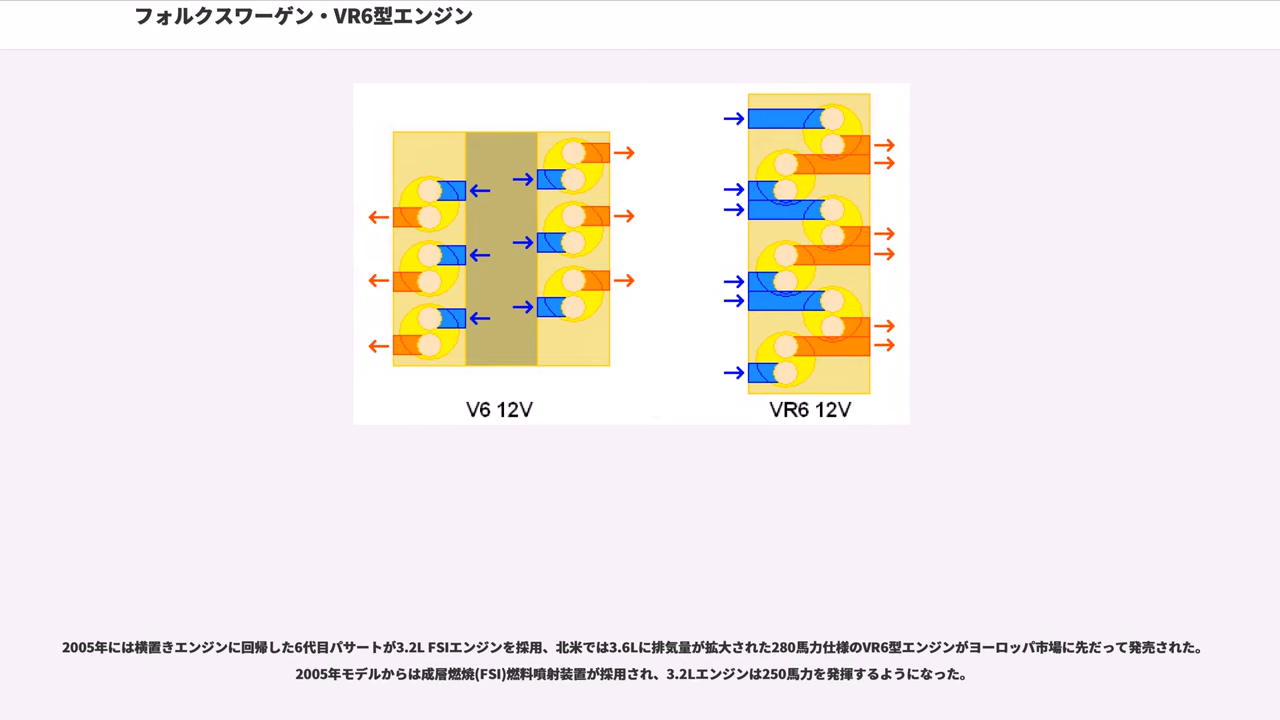 フォルクスワーゲン・VR6型エンジン
V6 12V
VR6 12V
2005年には横置きエンジンに回帰した6代目パサートが3.2L FSIエンジンを採用、北米では3.6Lに排気量が拡大された280馬力仕様のVR6型エンジンがヨーロッパ市場に先だって発売された。
2005年モデルからは成層燃焼(FSI)燃料噴射装置が採用され、3.2Lエンジンは250馬力を発揮するようになった。